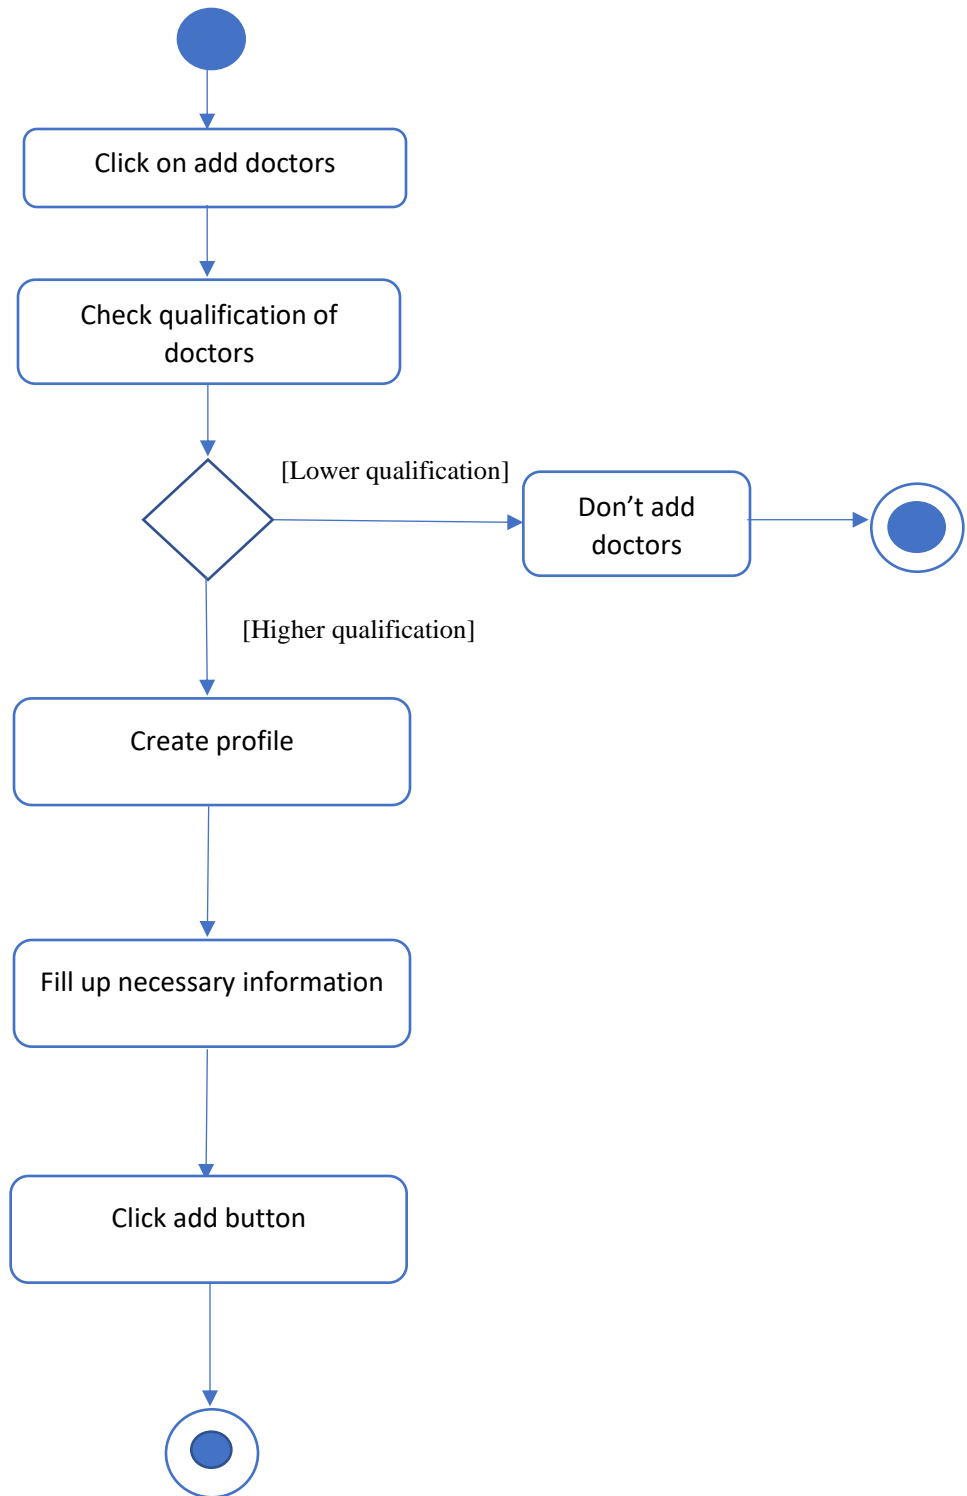 Click on add doctors
Check qualification of
doctors
[Lower qualification]
Don’t add
doctors
[Higher qualification]
Create profile
Fill up necessary information
Click add button